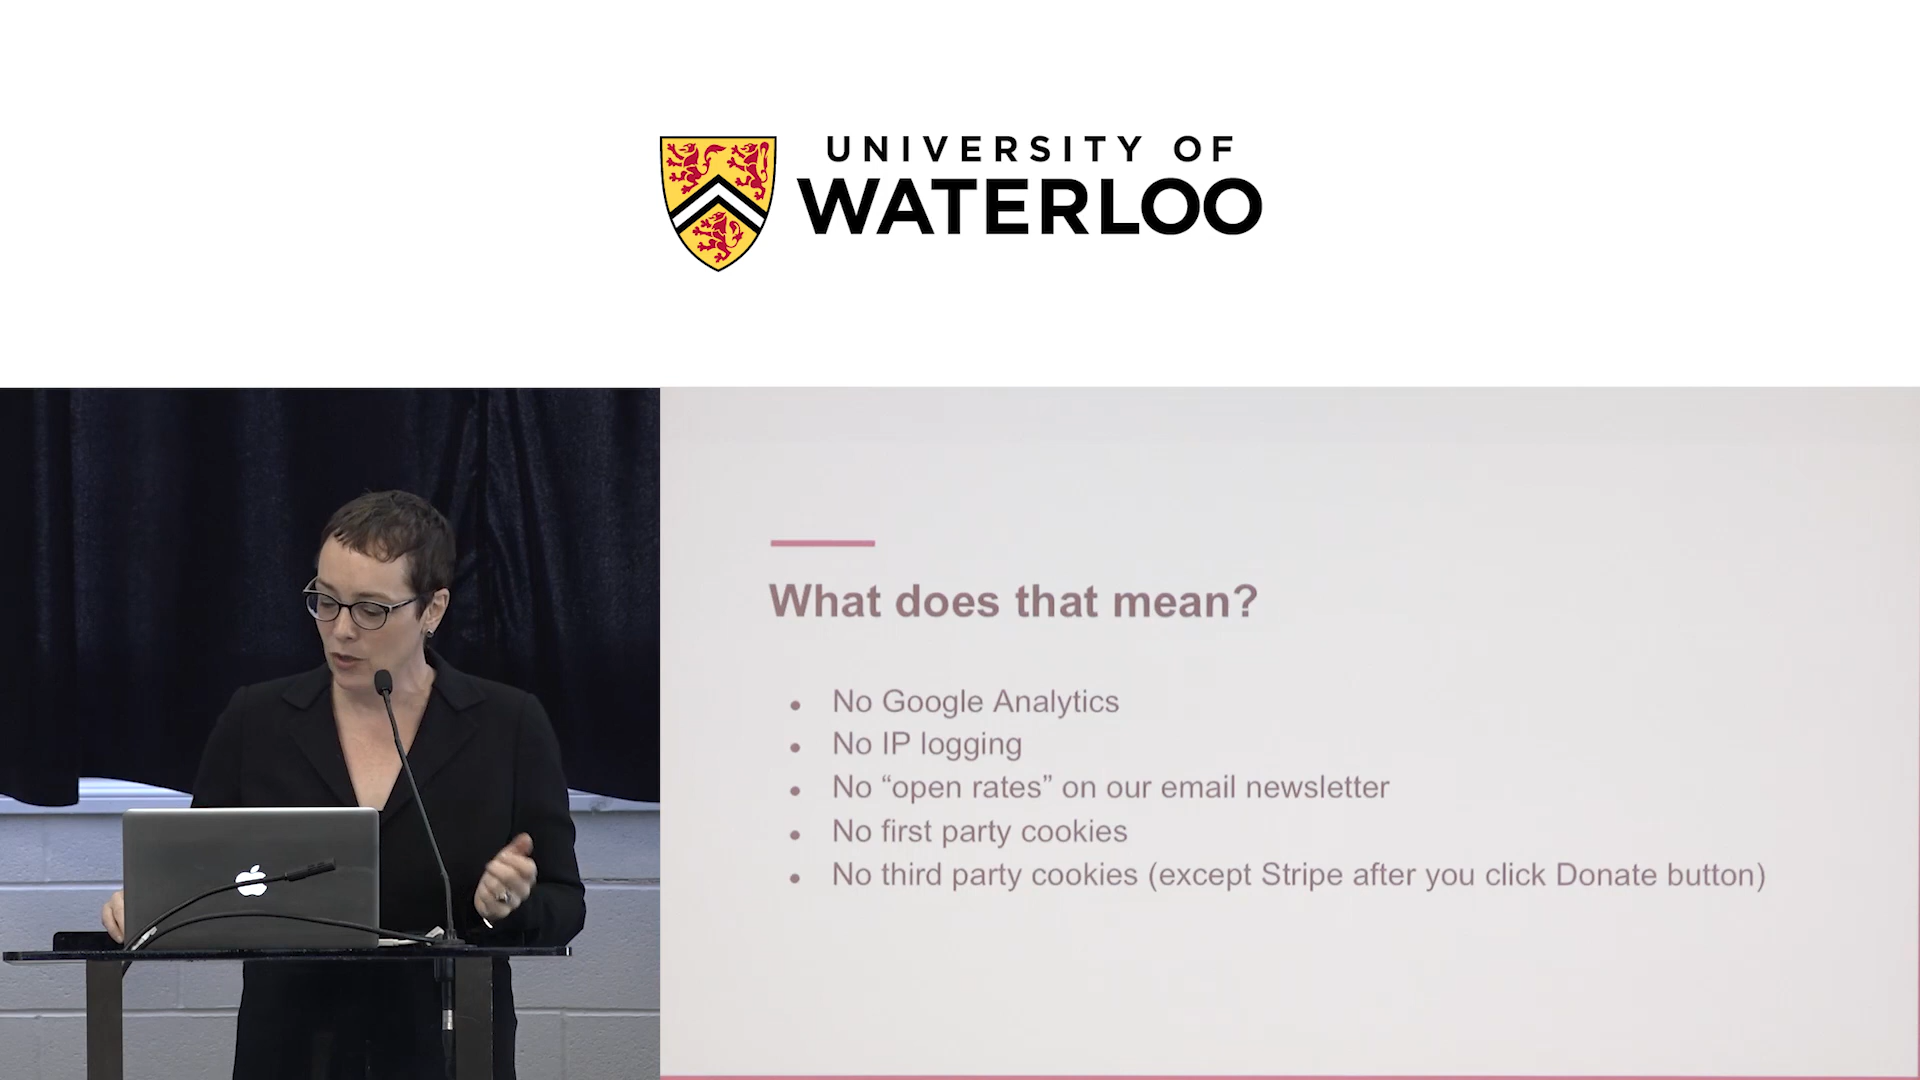 UNIVERSITY OF
WATERLOO
What does that mean?
• No Google Analytics
• No IP logging
• No “open rates” on our email newsletter
• No first party cookies
• No third party cookies (except Stripe after you click Donate button)